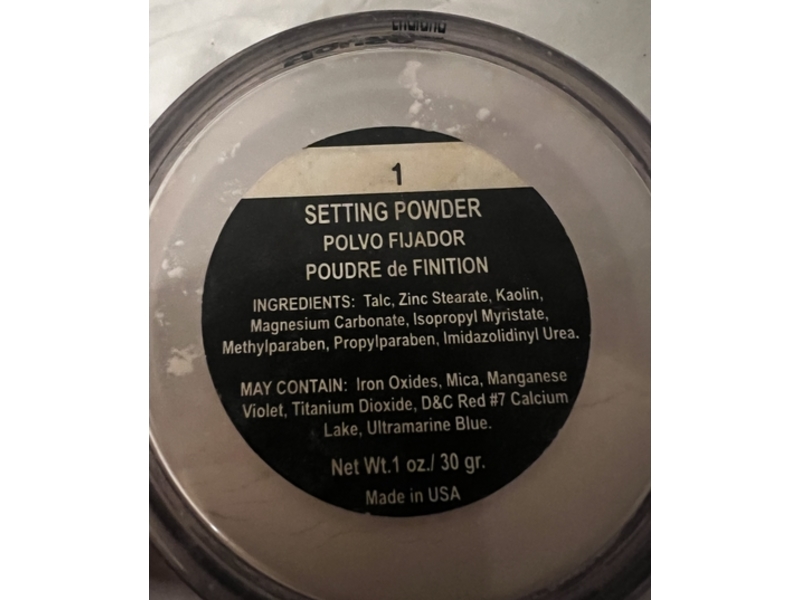 1
SETTING POWDER
POLVO FIJADOR
POUDRE de FINITION
INGREDIENTS: Talc, Zinc Stearate, Kaolin,
Magnesium Carbonate, Isopropyl Myristate,
Methylparaben, Propylparaben, Imidazolidinyl Urea.
MAY CONTAIN: Iron Oxides, Mica, Manganese
Violet, Titanium Dioxide, D&C Red #7 Calcium
Lake, Ultramarine Blue.
Net Wt.1 oz./ 30 gr.
Made in USA